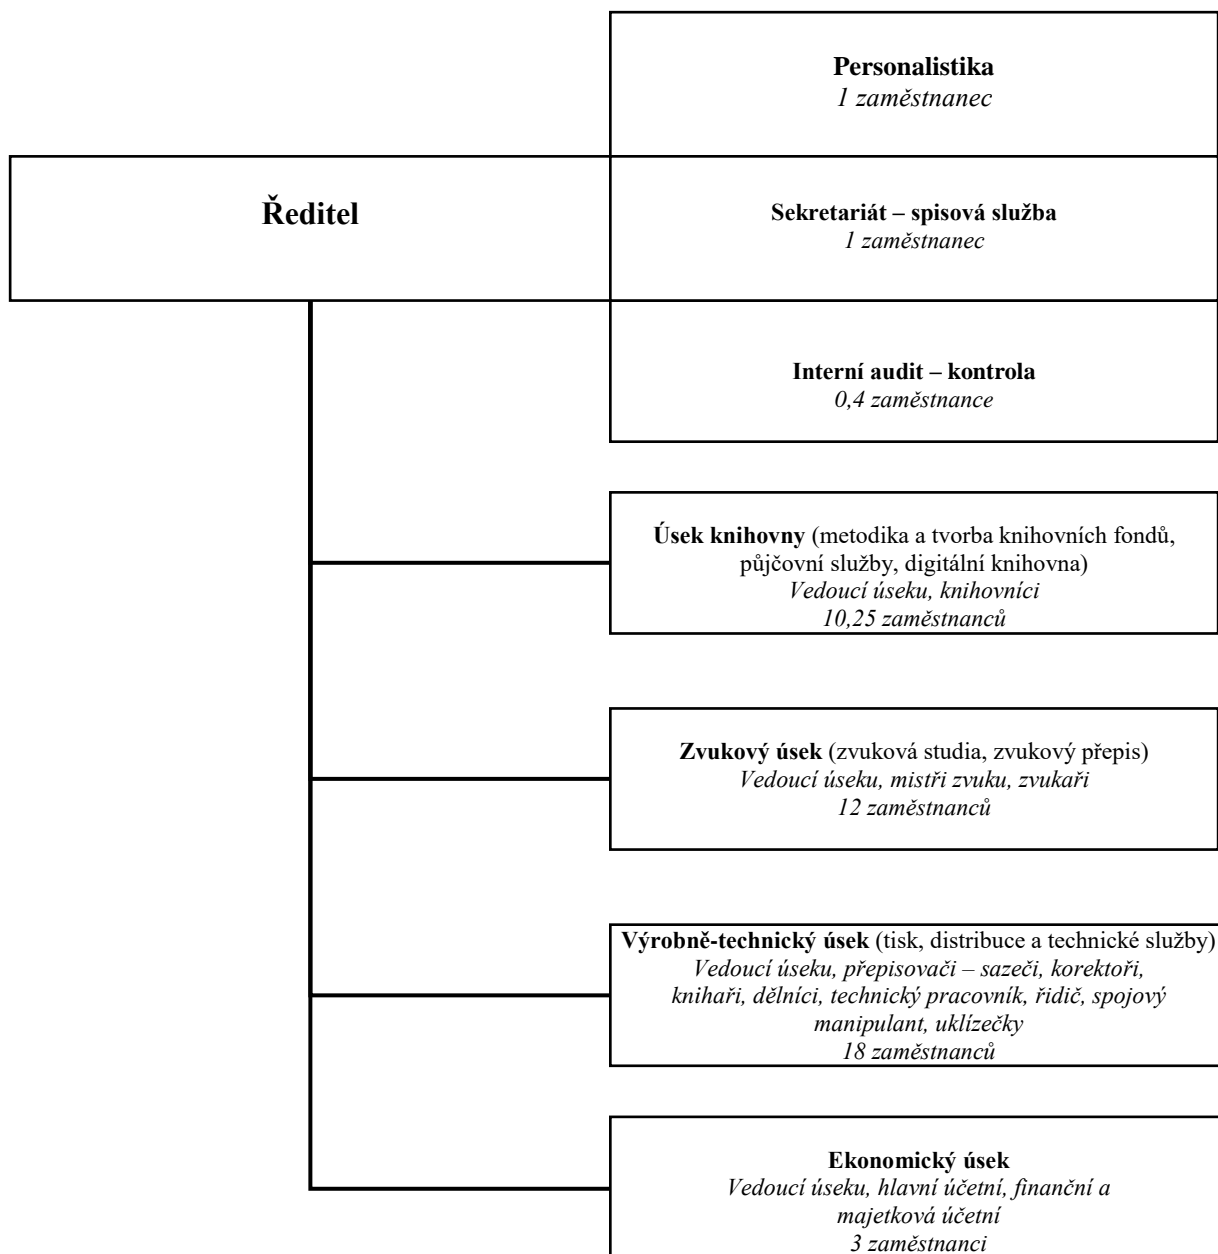 Personalistika
1 zaměstnanec
Ředitel
Sekretariát – spisová služba
1 zaměstnanec
Interní audit – kontrola
0,4 zaměstnance
Úsek knihovny (metodika a tvorba knihovních fondů,
půjčovní služby, digitální knihovna)
Vedoucí úseku, knihovníci
10,25 zaměstnanců
Zvukový úsek (zvuková studia, zvukový přepis)
Vedoucí úseku, mistři zvuku, zvukaři
12 zaměstnanců
Výrobně-technický úsek (tisk, distribuce a technické služby)
Vedoucí úseku, přepisovači – sazeči, korektoři,
knihaři, dělníci, technický pracovník, řidič, spojový
manipulant, uklízečky
18 zaměstnanců
Ekonomický úsek
Vedoucí úseku, hlavní účetní, finanční a
majetková účetní
3 zaměstnanci